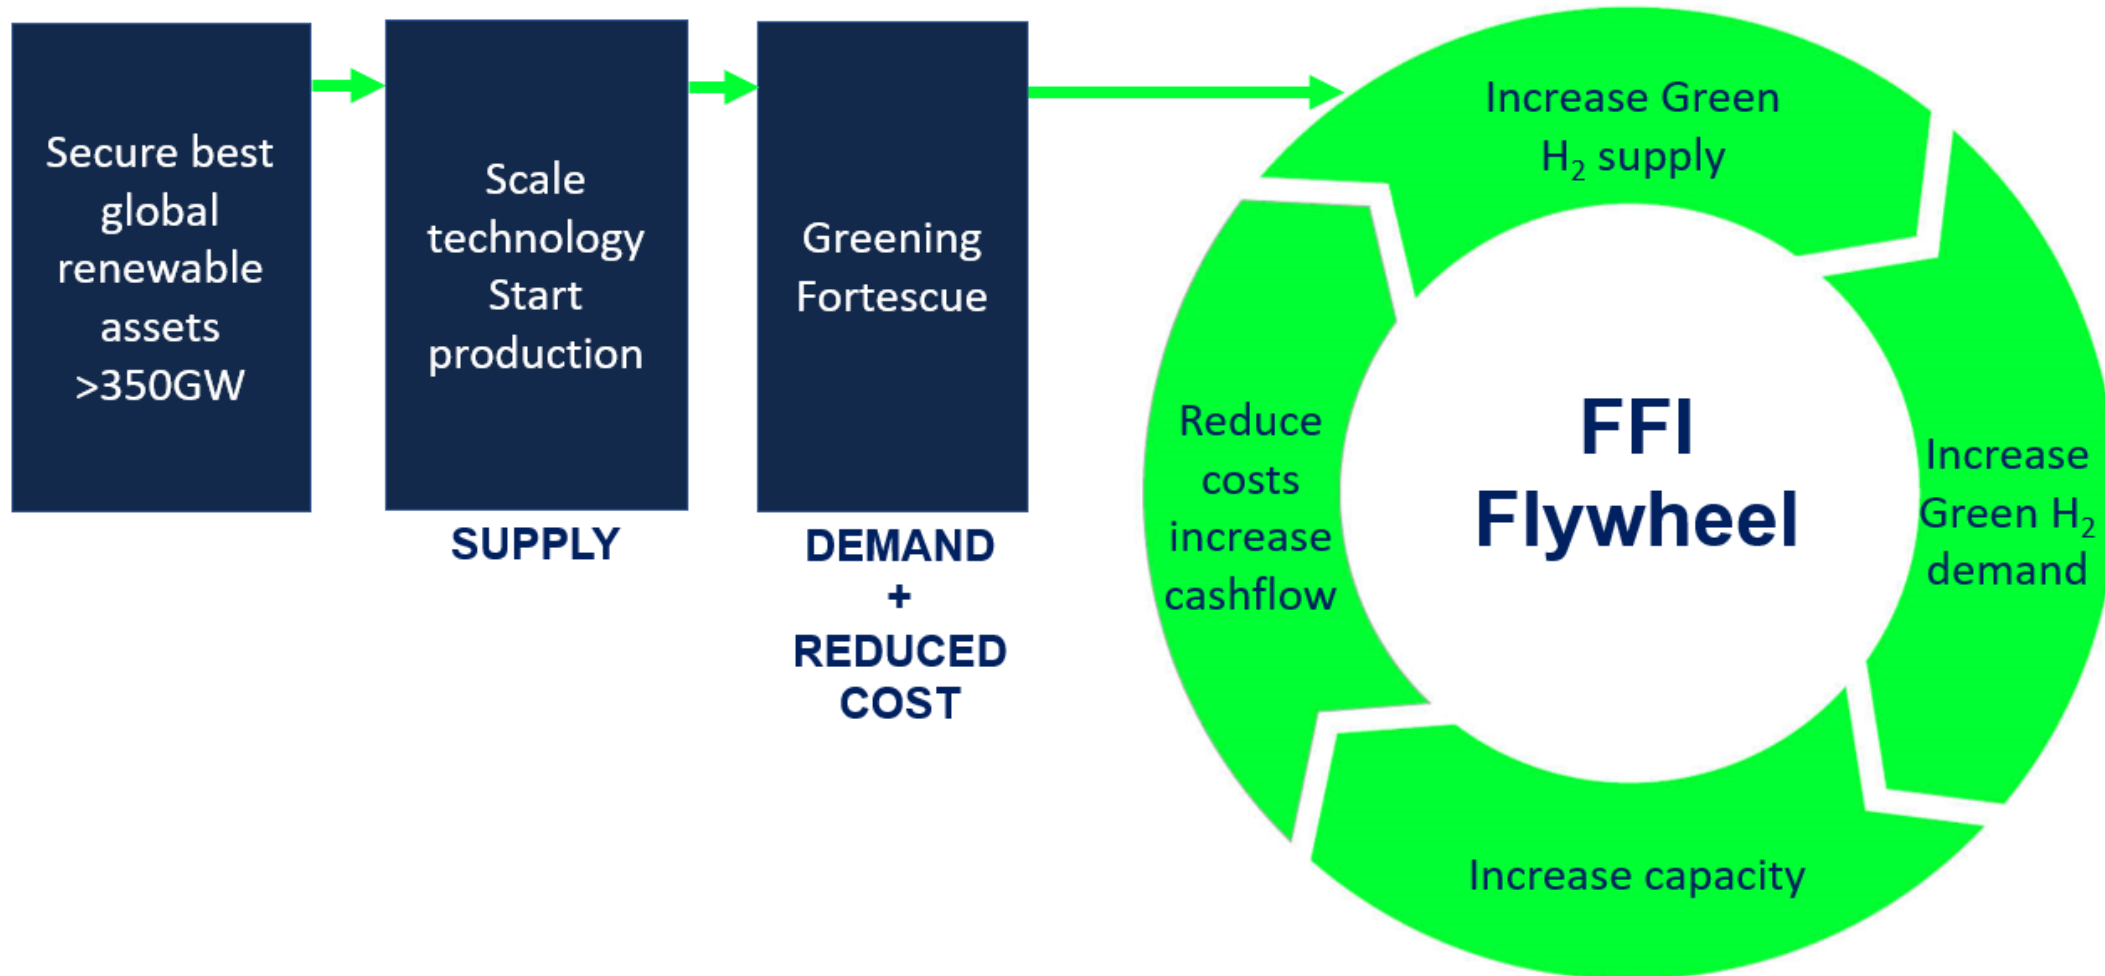 Secure best
global
renewable
assets
>350GW
Scale
technology
Start
production
SUPPLY
Greening
Fortescue
DEMAND
+
REDUCED
COST
Increase Green
H₂ supply
Increase
Green H₂
demand
Increase capacity
Reduce
costs
increase
cashflow
FFI
Flywheel